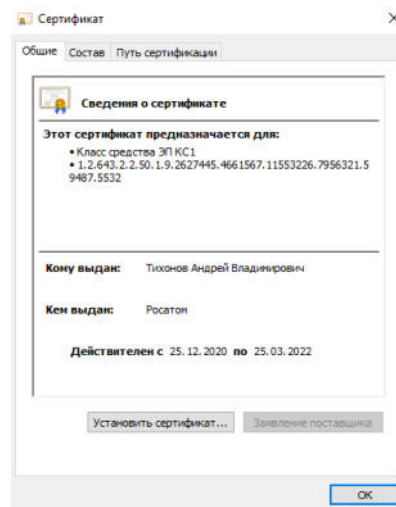 Сертификат
Общие Состав Путь сертификации
Сведения о сертификате
Этот сертификат предназначается для:
• Класс средства ЭП КС1
• 1.2.643.2.2.50.1.9.2627445.4661567.11553226.7956321.5
9487.5532
Кому выдан: Тихонов Андрей Владимирович
Кем выдан: Росатом
Действителен с 25.12.2020 по 25.03.2022
Установить сертификат... Заявление поставщика
ОК